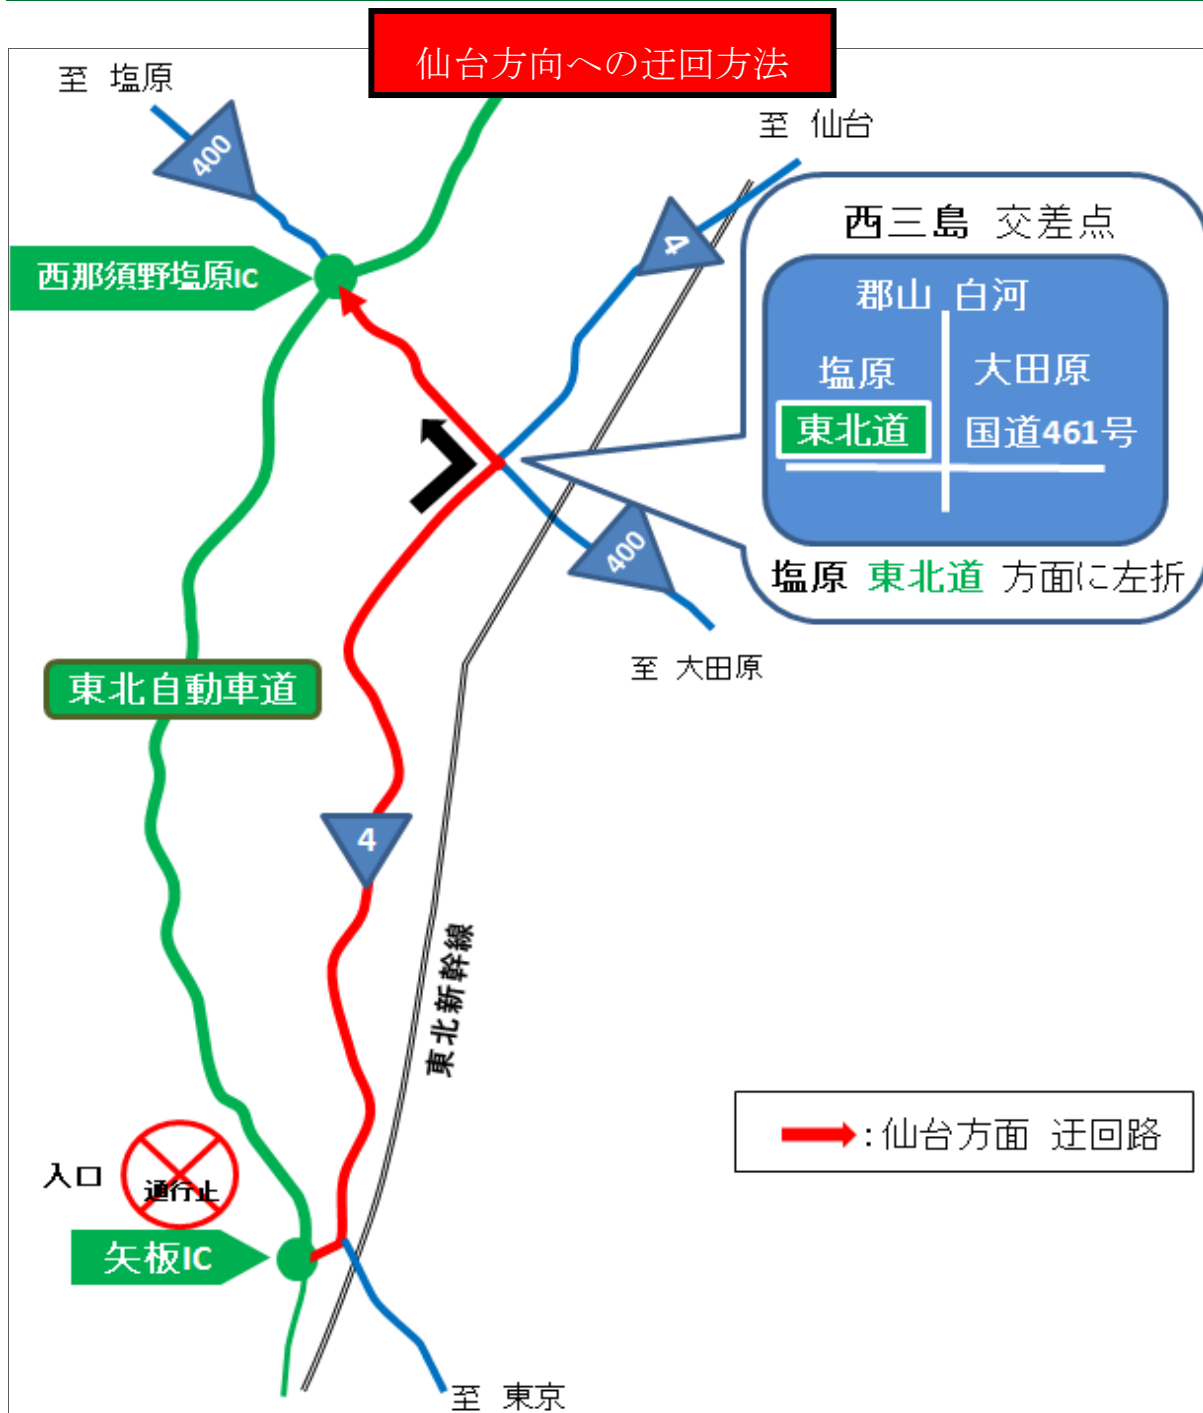 仙台方向への迂回方法
至 塩原
400
至 仙台
4
西三島 交差点
郡山 白河
塩原 大田原
東北道 国道461号
塩原 東北道 方面に左折
西那須野塩原IC
400
至 大田原
東北自動車道
4
東北新幹線
:仙台方面 迂回路
入口 通行止
矢板IC
至 東京